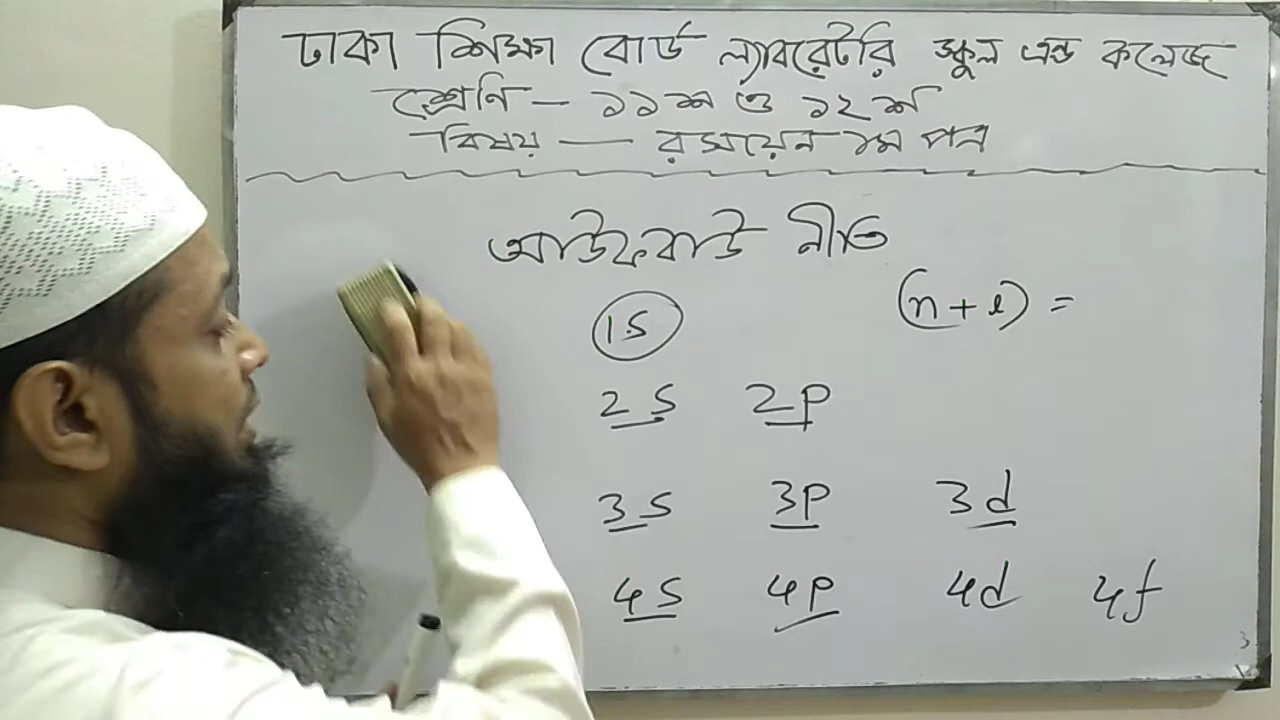 ঢাকা শিক্ষা বোর্ড ল্যাবরেটরি স্কুল এন্ড কলেজ
শ্রেণি - ১১শ ও ১২শ
বিষয় — রসায়ন ১ম পত্র
আউফবাউ নীতি
(n + l) =
1S
2S 2p
3S 3p 3d
4S 4p 4d 4f